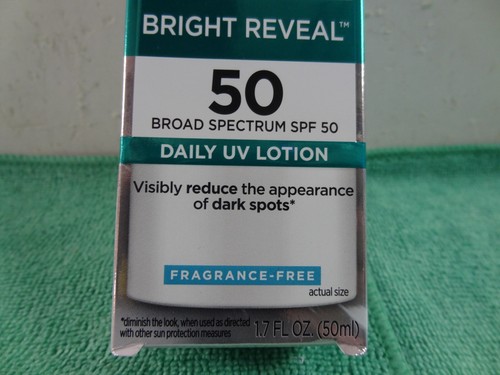 BRIGHT REVEAL™
50
BROAD SPECTRUM SPF 50
DAILY UV LOTION
Visibly reduce the appearance
of dark spots*
FRAGRANCE-FREE
actual size
*diminish the look, when used as directed
with other sun protection measures
1.7 FL OZ. (50ml)